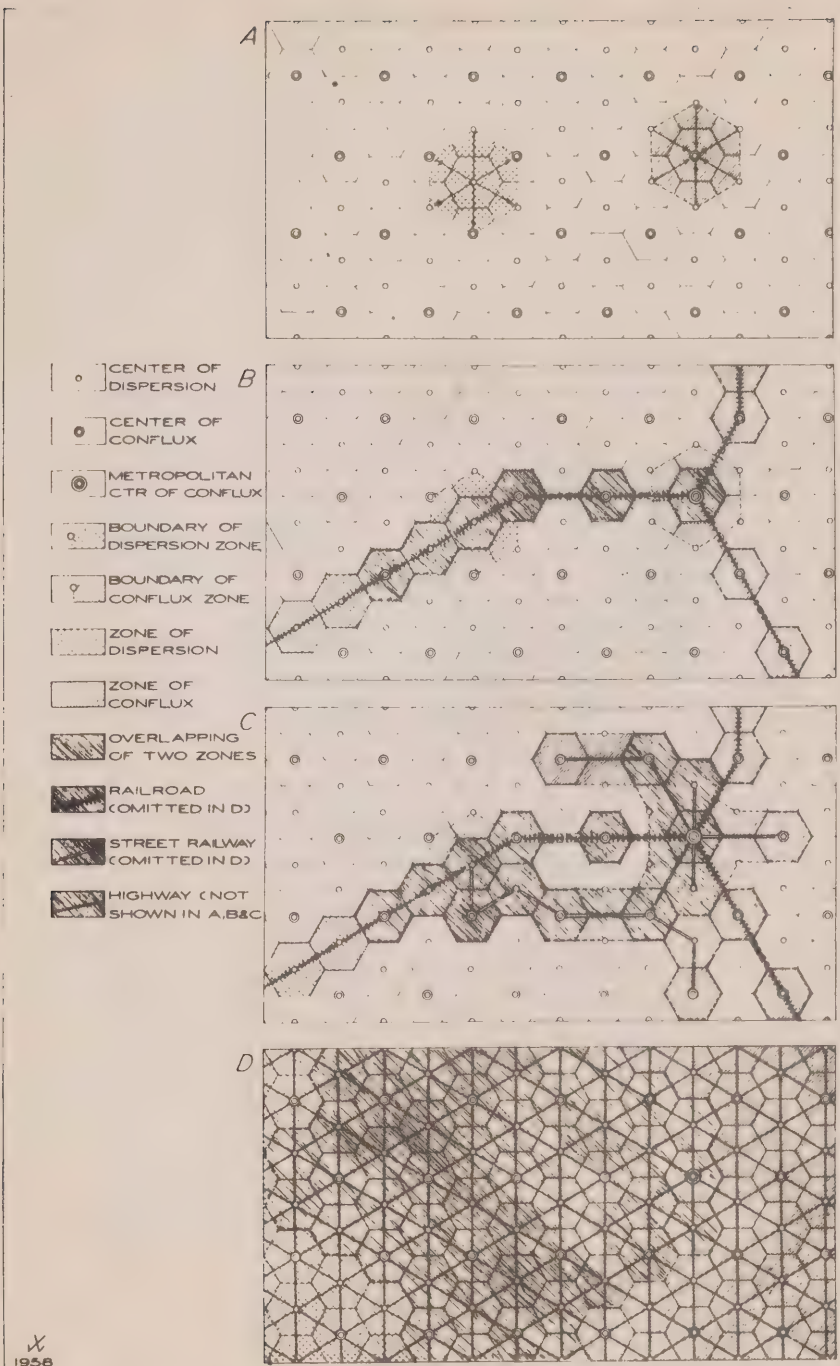 A
B
CENTER OF
DISPERSION
CENTER OF
CONFLUX
METROPOLITAN
CTR OF CONFLUX
BOUNDARY OF
DISPERSION ZONE
BOUNDARY OF
CONFLUX ZONE
ZONE OF
DISPERSION
ZONE OF
CONFLUX
C
OVERLAPPING
OF TWO ZONES
RAILROAD
(OMITTED IN D)
STREET RAILWAY
(OMITTED IN D)
HIGHWAY (NOT
SHOWN IN A, B&C
D
1958